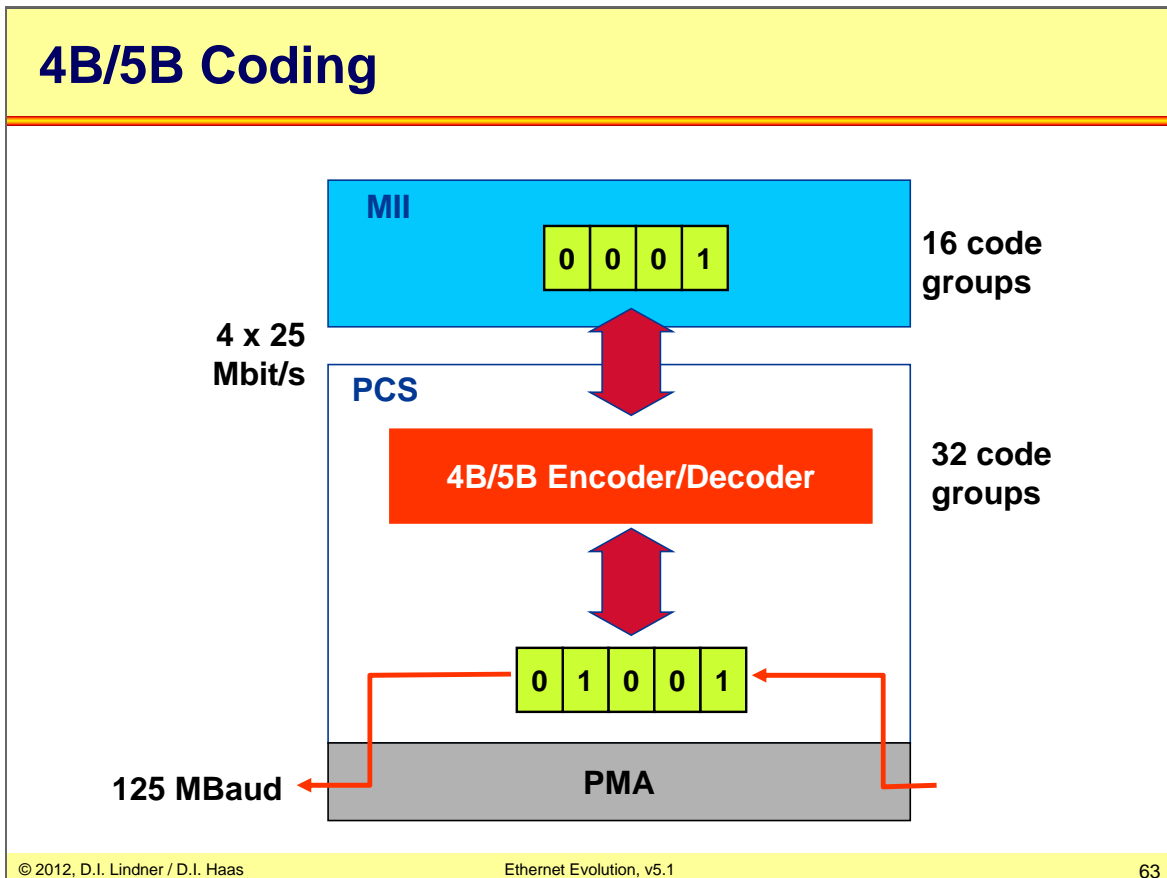 4B/5B Coding
MII
0 0 0 1
16 code
groups
4 x 25
Mbit/s
PCS
4B/5B Encoder/Decoder
32 code
groups
0 1 0 0 1
125 MBaud
PMA
© 2012, D.I. Lindner / D.I. Haas
Ethernet Evolution, v5.1
63